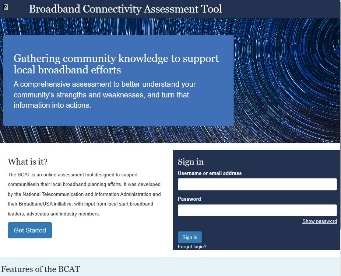 Broadband Connectivity Assessment Tool
Gathering community knowledge to support
local broadband efforts
A comprehensive assessment to better understand your
community's strengths and weaknesses, and turn that
information into actions.
What is it?
The BCAT is an online assessment tool designed to support
communities in their local broadband planning efforts. It was developed
by the National Telecommunication and Information Administration and
their BroadbandUSA initiative, with input from local state broadband
leaders, advocates and industry members.
Get Started
Sign in
Username or email address
Password
Show password
Sign in
Forgot login?
Features of the BCAT